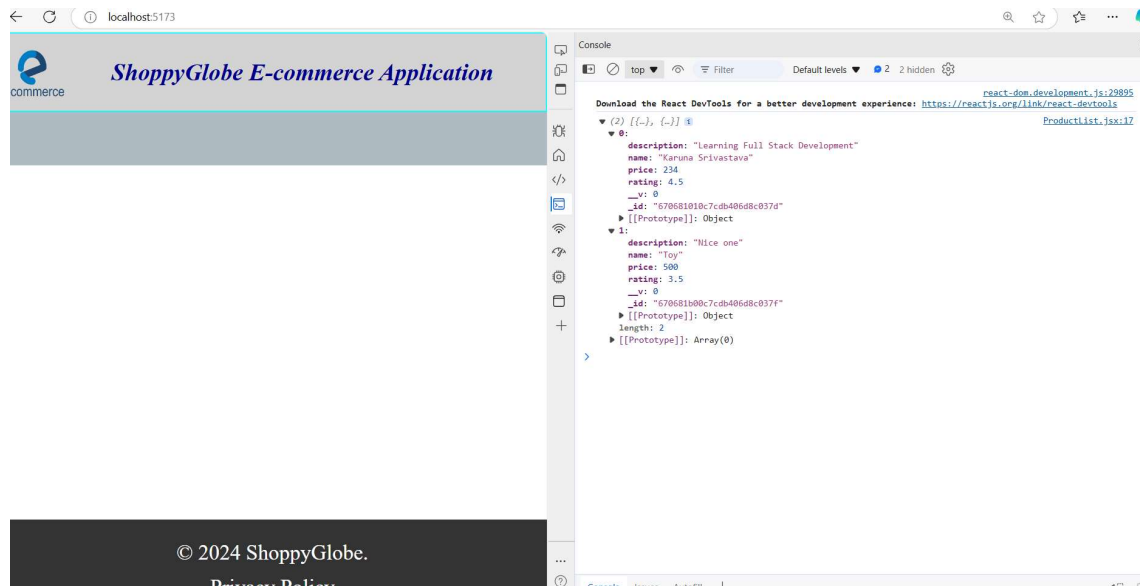 localhost:5173
commerce
ShoppyGlobe E-commerce Application
© 2024 ShoppyGlobe.
Privacy Policy
Console
top ▼ Filter Default levels ▼ 2 2 hidden
react-dom.development.js:29895
Download the React DevTools for a better development experience: https://reactjs.org/link/react-devtools
▼ (2) [{…}, {…}] i ProductList.jsx:17
▼ 0:
description: "Learning Full Stack Development"
name: "Karuna Srivastava"
price: 234
rating: 4.5
__v: 0
_id: "670681010c7cdb406d8c037d"
▶ [[Prototype]]: Object
▼ 1:
description: "Nice one"
name: "Toy"
price: 500
rating: 3.5
__v: 0
_id: "670681b00c7cdb406d8c037f"
▶ [[Prototype]]: Object
length: 2
▶ [[Prototype]]: Array(0)